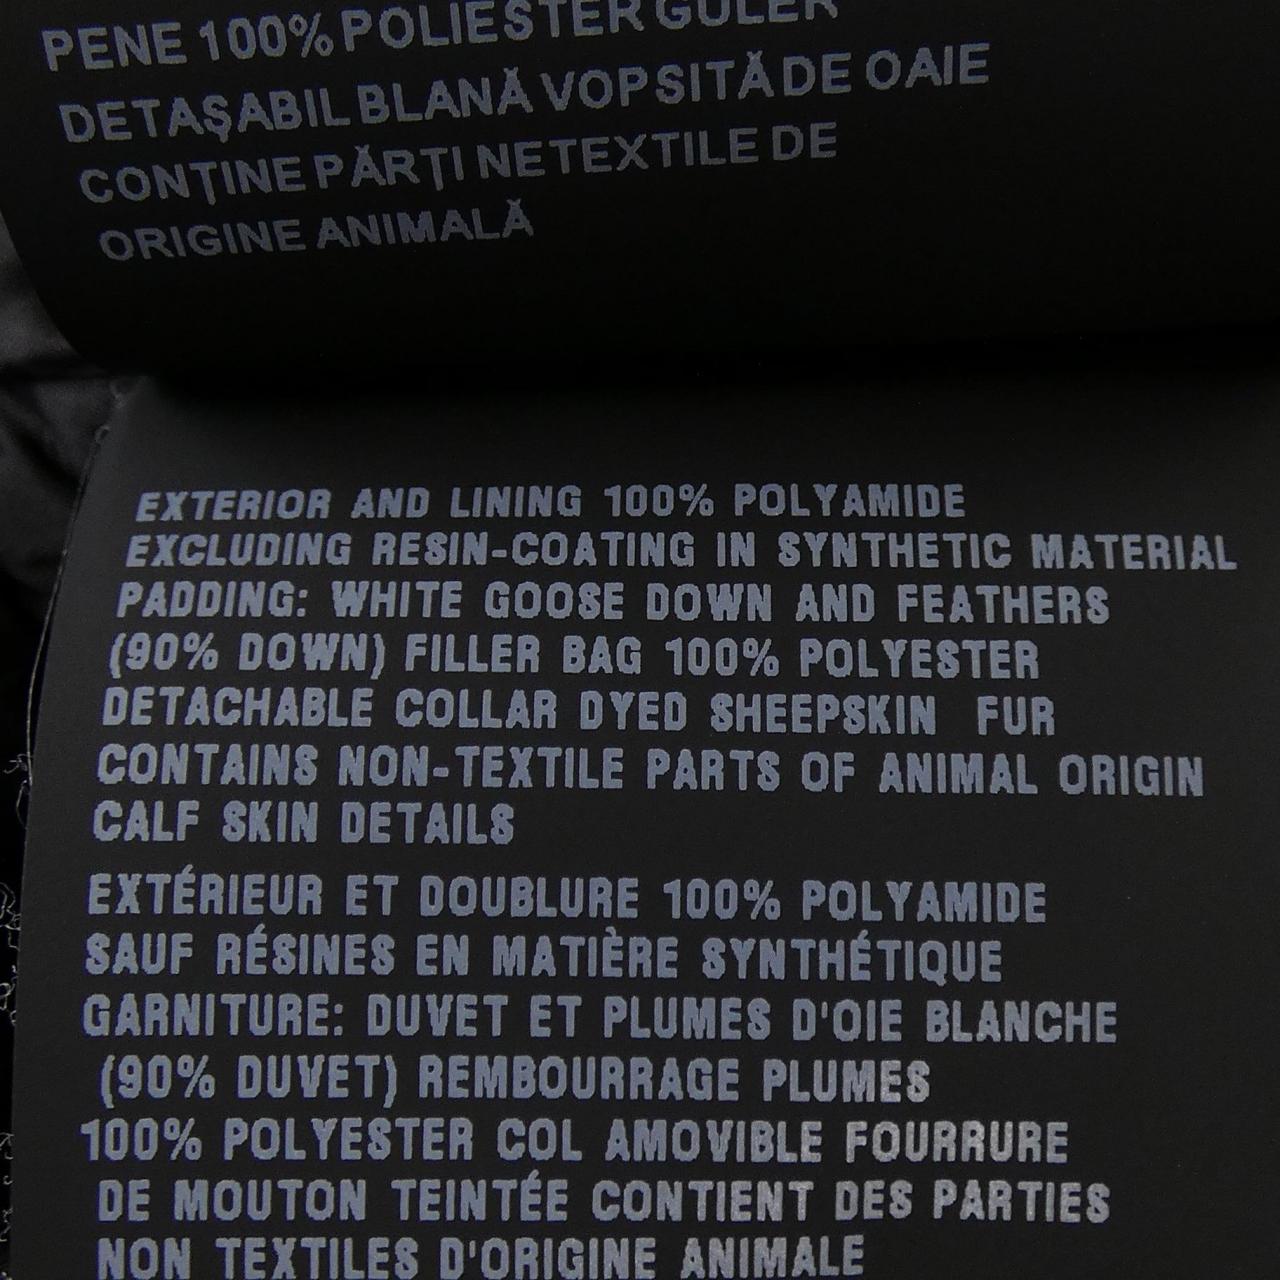 PENE 100% POLIESTER GULER
DETAȘABIL BLANĂ VOPSITĂ DE OAIE
CONȚINE PĂRȚI NETEXTILE DE
ORIGINE ANIMALĂ
EXTERIOR AND LINING 100% POLYAMIDE
EXCLUDING RESIN-COATING IN SYNTHETIC MATERIAL
PADDING: WHITE GOOSE DOWN AND FEATHERS
(90% DOWN) FILLER BAG 100% POLYESTER
DETACHABLE COLLAR DYED SHEEPSKIN FUR
CONTAINS NON-TEXTILE PARTS OF ANIMAL ORIGIN
CALF SKIN DETAILS
EXTÉRIEUR ET DOUBLURE 100% POLYAMIDE
SAUF RÉSINES EN MATIÈRE SYNTHÉTIQUE
GARNITURE: DUVET ET PLUMES D'OIE BLANCHE
(90% DUVET) REMBOURRAGE PLUMES
100% POLYESTER COL AMOVIBLE FOURRURE
DE MOUTON TEINTÉE CONTIENT DES PARTIES
NON TEXTILES D'ORIGINE ANIMALE